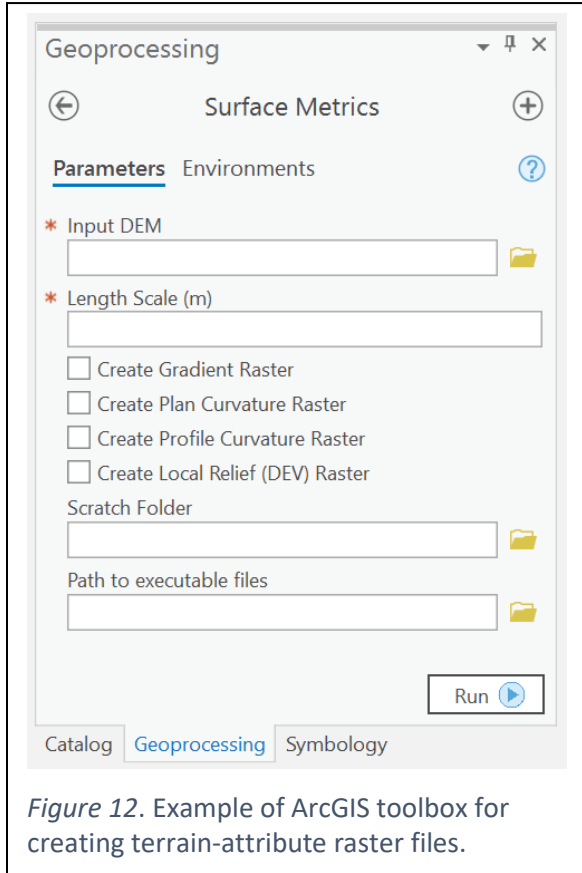 Geoprocessing
Surface Metrics
Parameters Environments
* Input DEM
* Length Scale (m)
Create Gradient Raster
Create Plan Curvature Raster
Create Profile Curvature Raster
Create Local Relief (DEV) Raster
Scratch Folder
Path to executable files
Run
Catalog Geoprocessing Symbology
Figure 12. Example of ArcGIS toolbox for
creating terrain-attribute raster files.